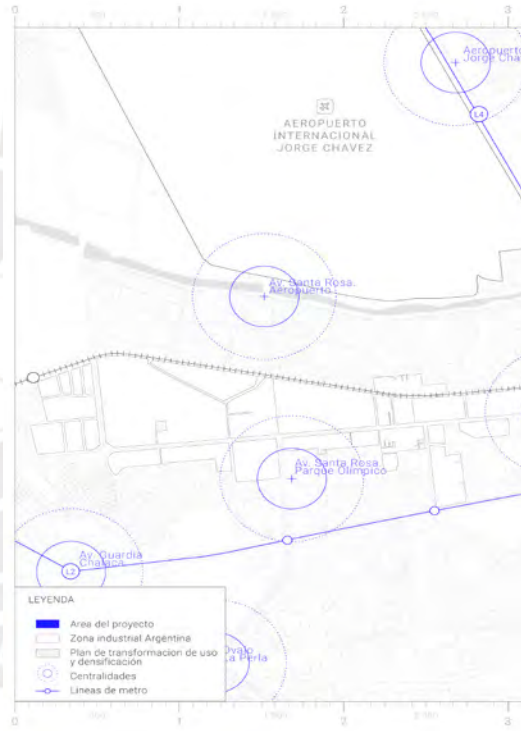 0
1
2
3
Aeropuerto
Jorge Cha
L4
AEROPUERTO
INTERNACIONAL
JORGE CHAVEZ
Av. Santa Rosa.
Aeropuerto
Av. Santa Rosa
Parque Olimpico
Av. Guardia
Chalaca
L2
Ovalo
La Perla
LEYENDA
Area del proyecto
Zona industrial Argentina
Plan de transformacion de uso
y densificación
Centralidades
Lineas de metro
0
1
2
3